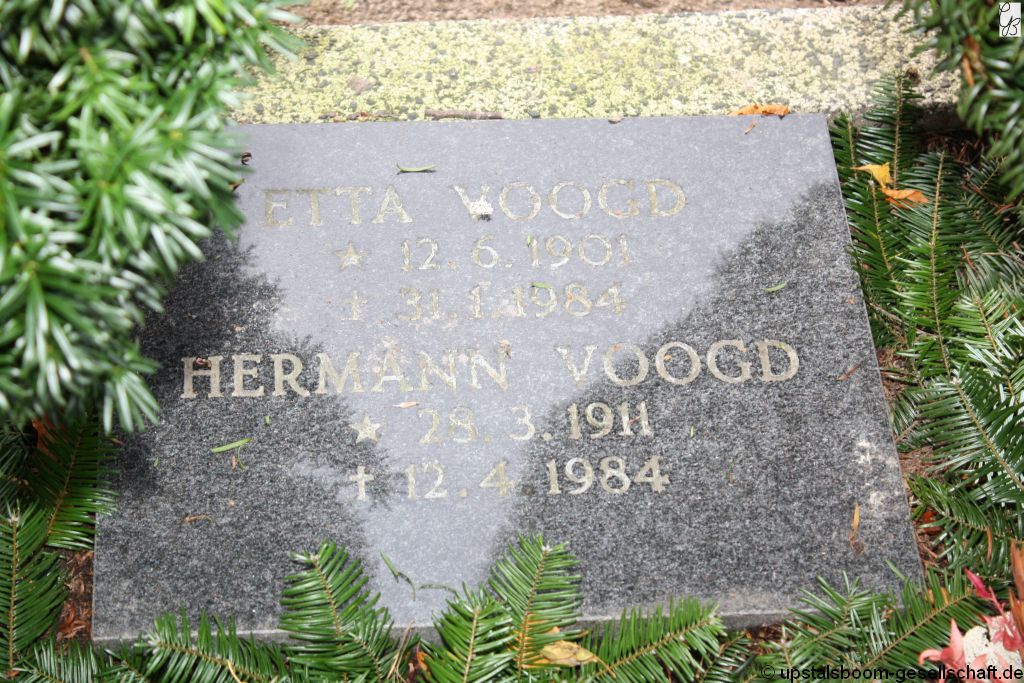 ETTA VOOGD
★ 12. 6. 1901
† 31. 1. 1984
HERMANN VOOGD
★ 28. 3. 1911
† 12. 4. 1984
© upstalsboom-gesellschaft.de